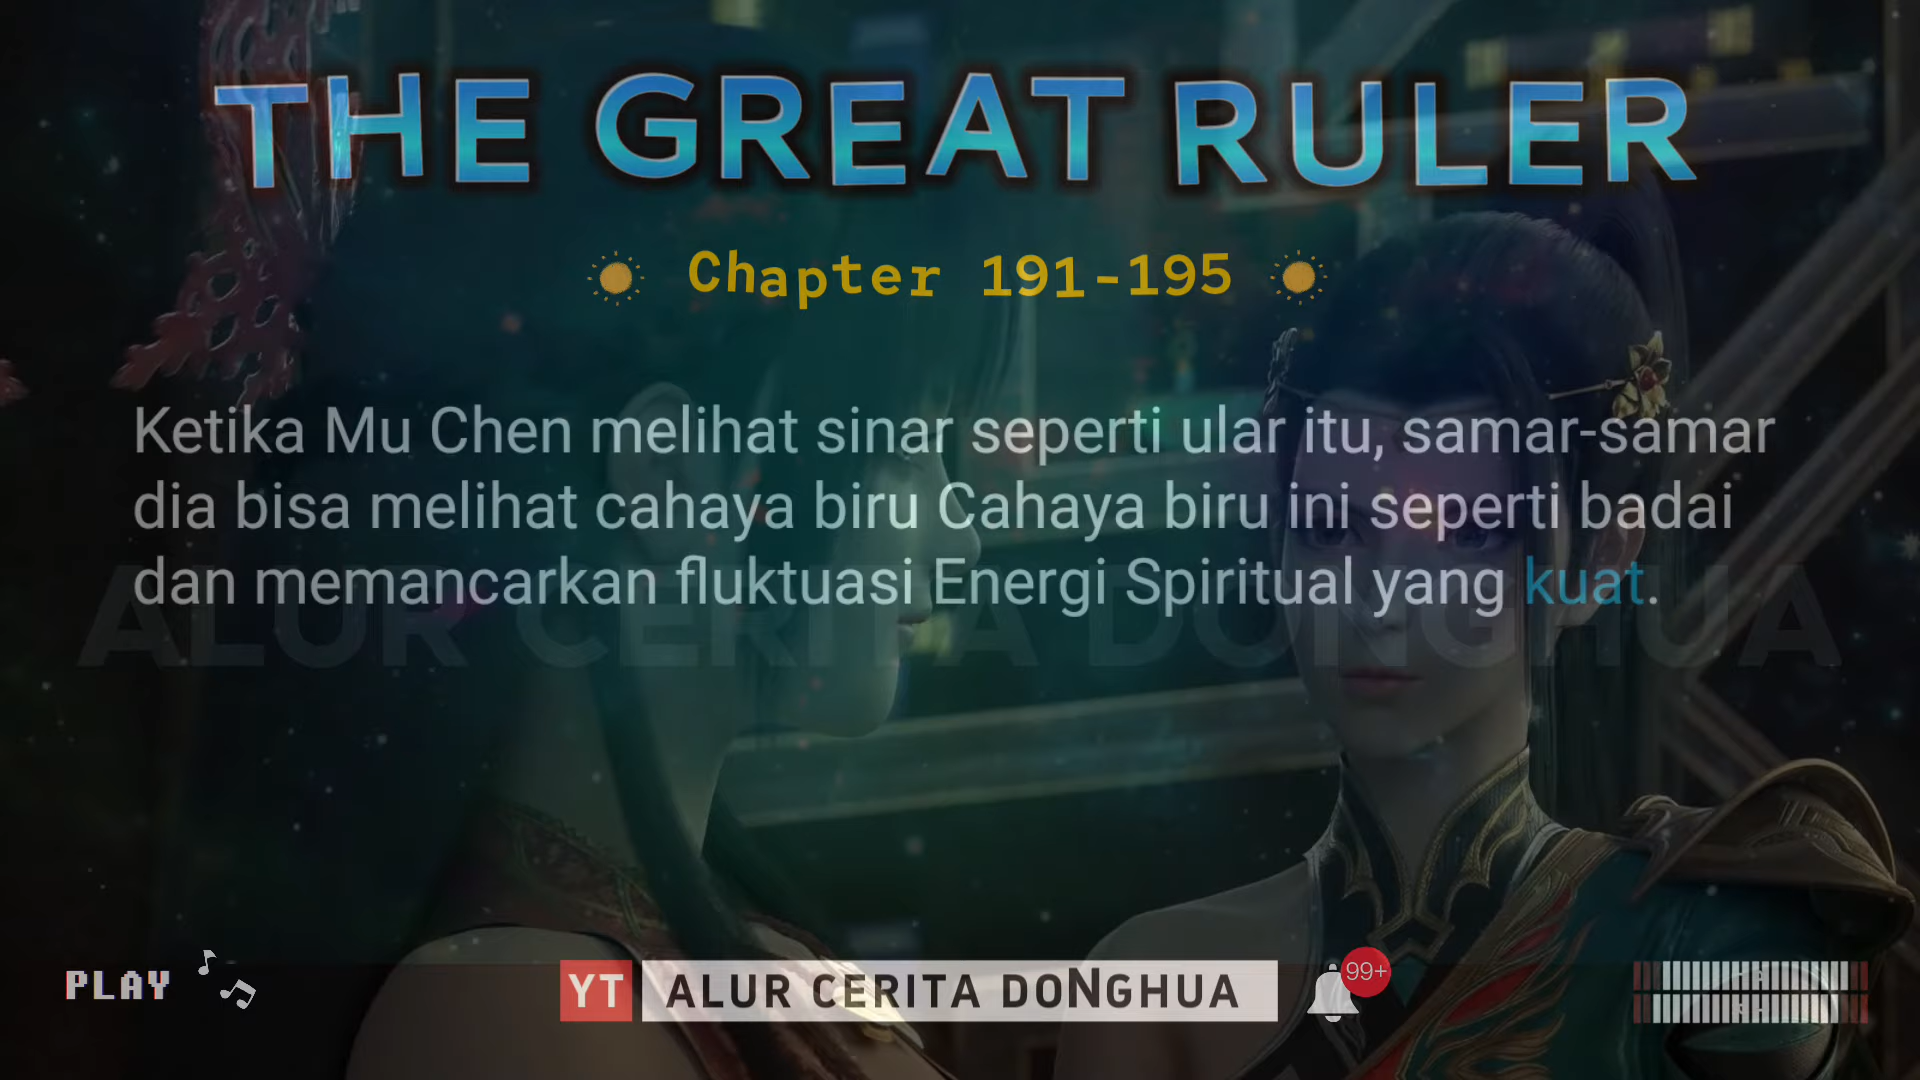 THE GREAT RULER
Chapter 191-195
Ketika Mu Chen melihat sinar seperti ular itu, samar-samar
dia bisa melihat cahaya biru Cahaya biru ini seperti badai
dan memancarkan fluktuasi Energi Spiritual yang kuat.
ALUR CERITA DONGHUA
PLAY
YT ALUR CERITA DONGHUA
99+